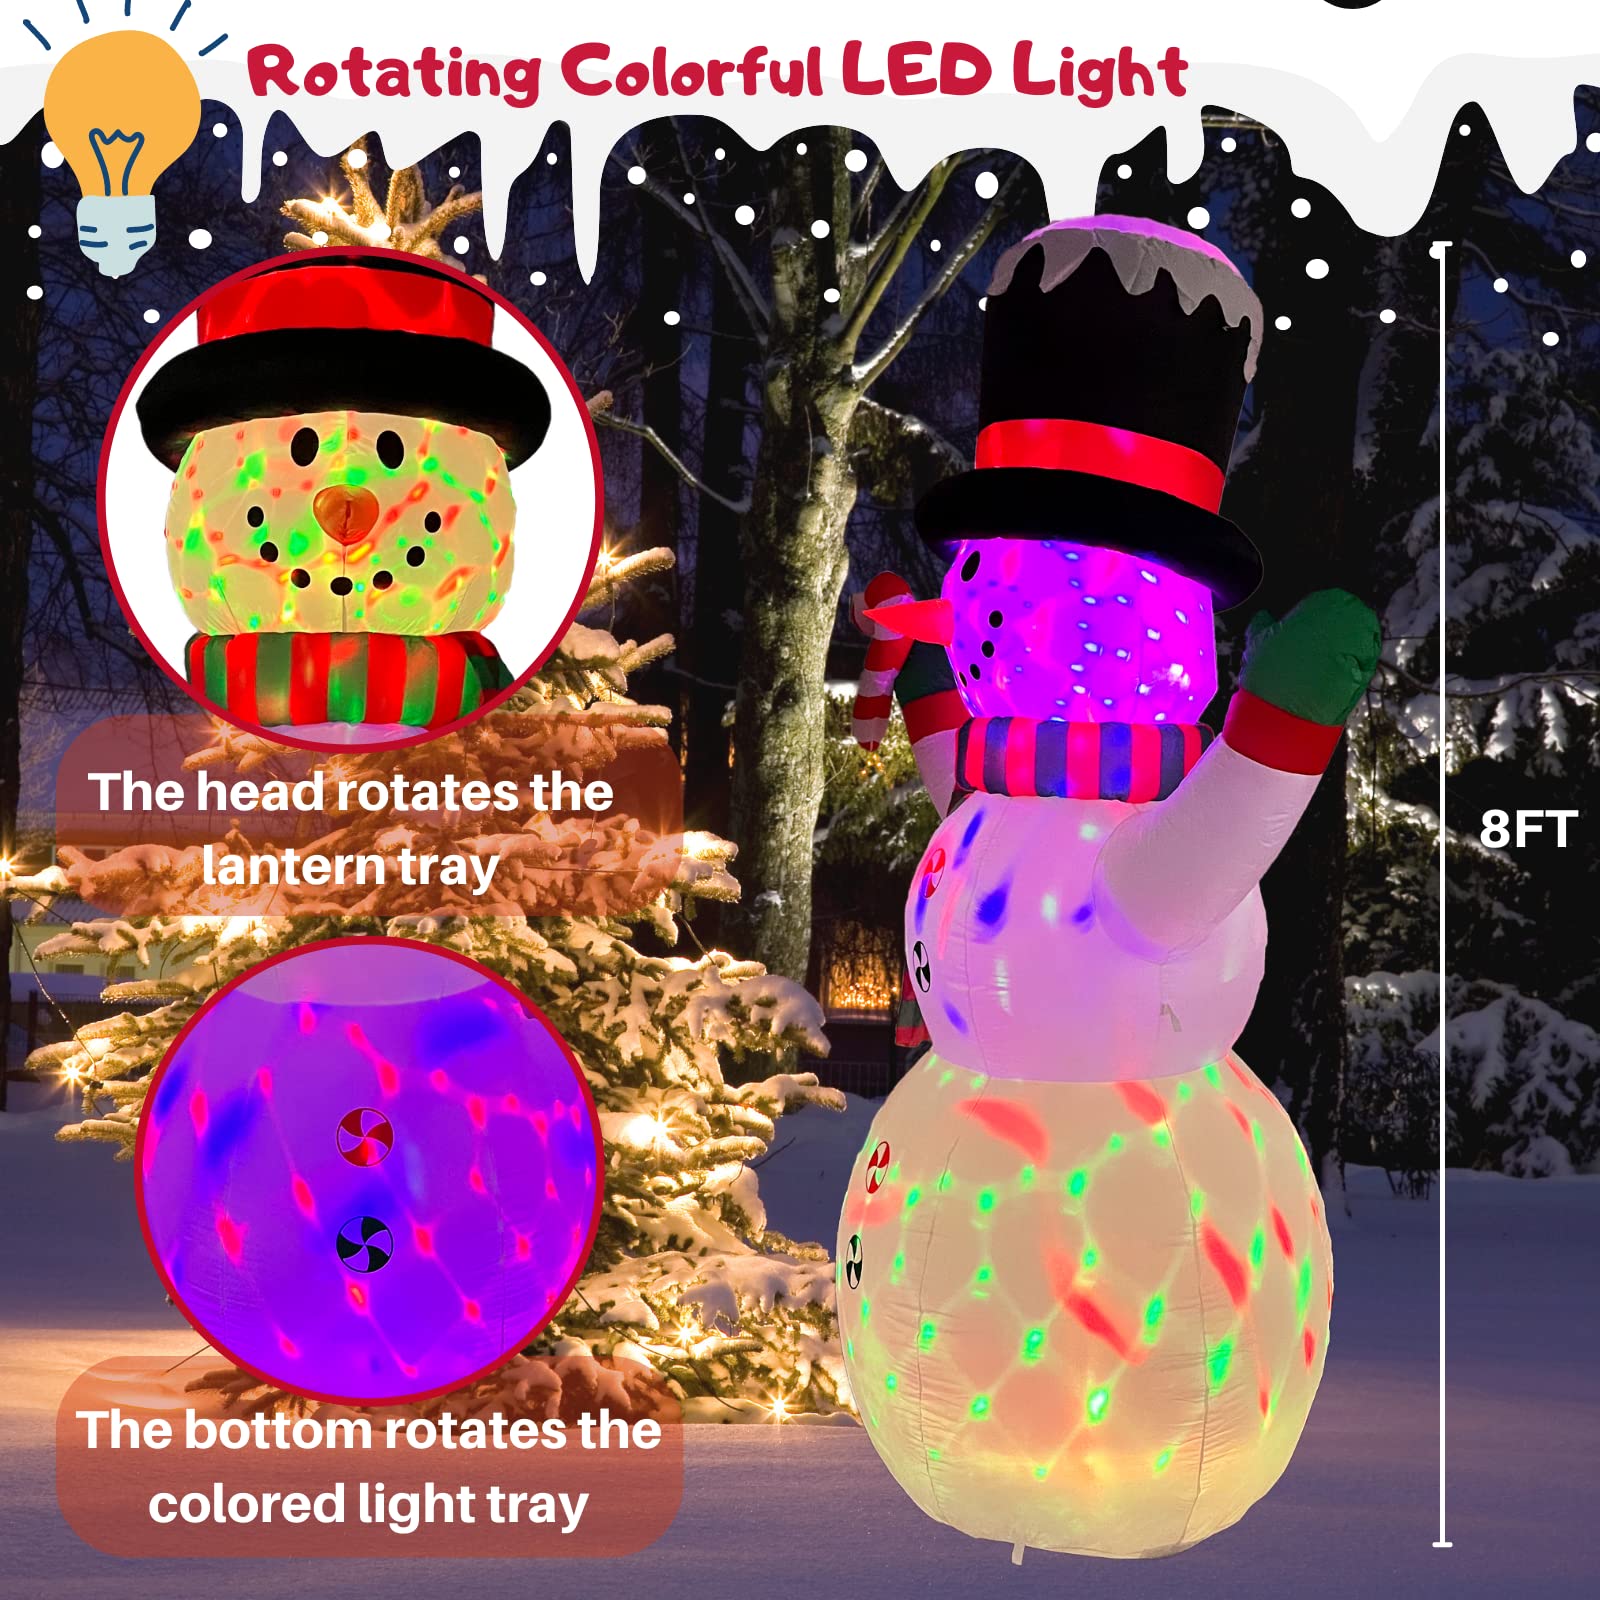 Rotating Colorful LED Light
The head rotates the
lantern tray
8FT
The bottom rotates the
colored light tray